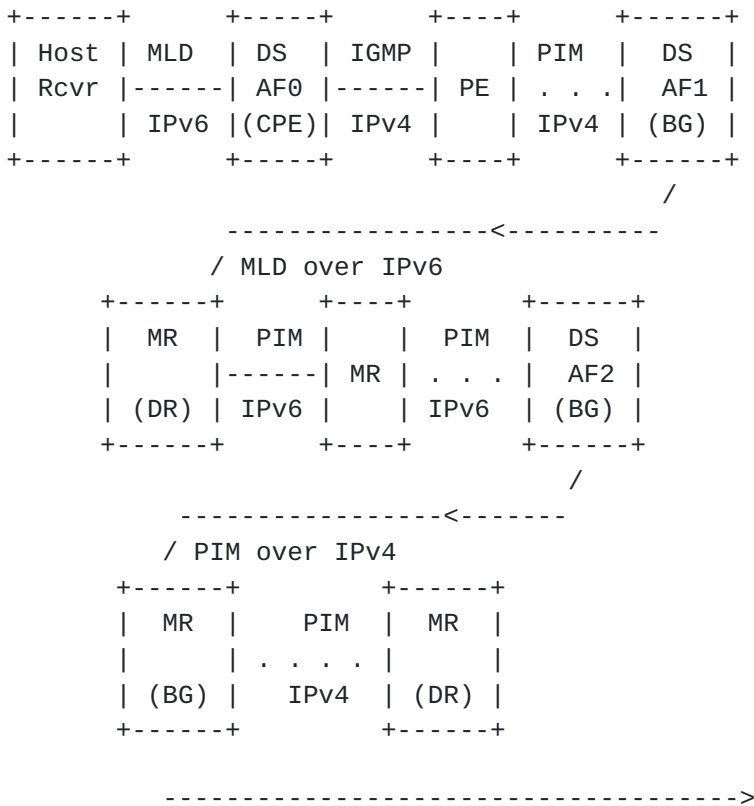 +------+      +-----+      +----+      +------+
| Host | MLD  | DS  | IGMP |    | PIM  |  DS  |
| Rcvr |------| AF0 |------| PE | . . .|  AF1 |
|      | IPv6 |(CPE)| IPv4 |    | IPv4 | (BG) |
+------+      +-----+      +----+      +------+
                                          /
              -----------------<----------
             / MLD over IPv6
      +------+      +----+      +------+
      |  MR  |  PIM |    |  PIM  |  DS  |
      |      |------| MR | . . . |  AF2 |
      | (DR) | IPv6 |    | IPv6  | (BG) |
      +------+      +----+      +------+
                                    /
           ----------------<-------
          / PIM over IPv4
       +------+         +------+
       |  MR  |    PIM  |  MR  |
       |      | . . . . |      |
       | (BG) |   IPv4  | (DR) |
       +------+         +------+
          ------------------------------------>